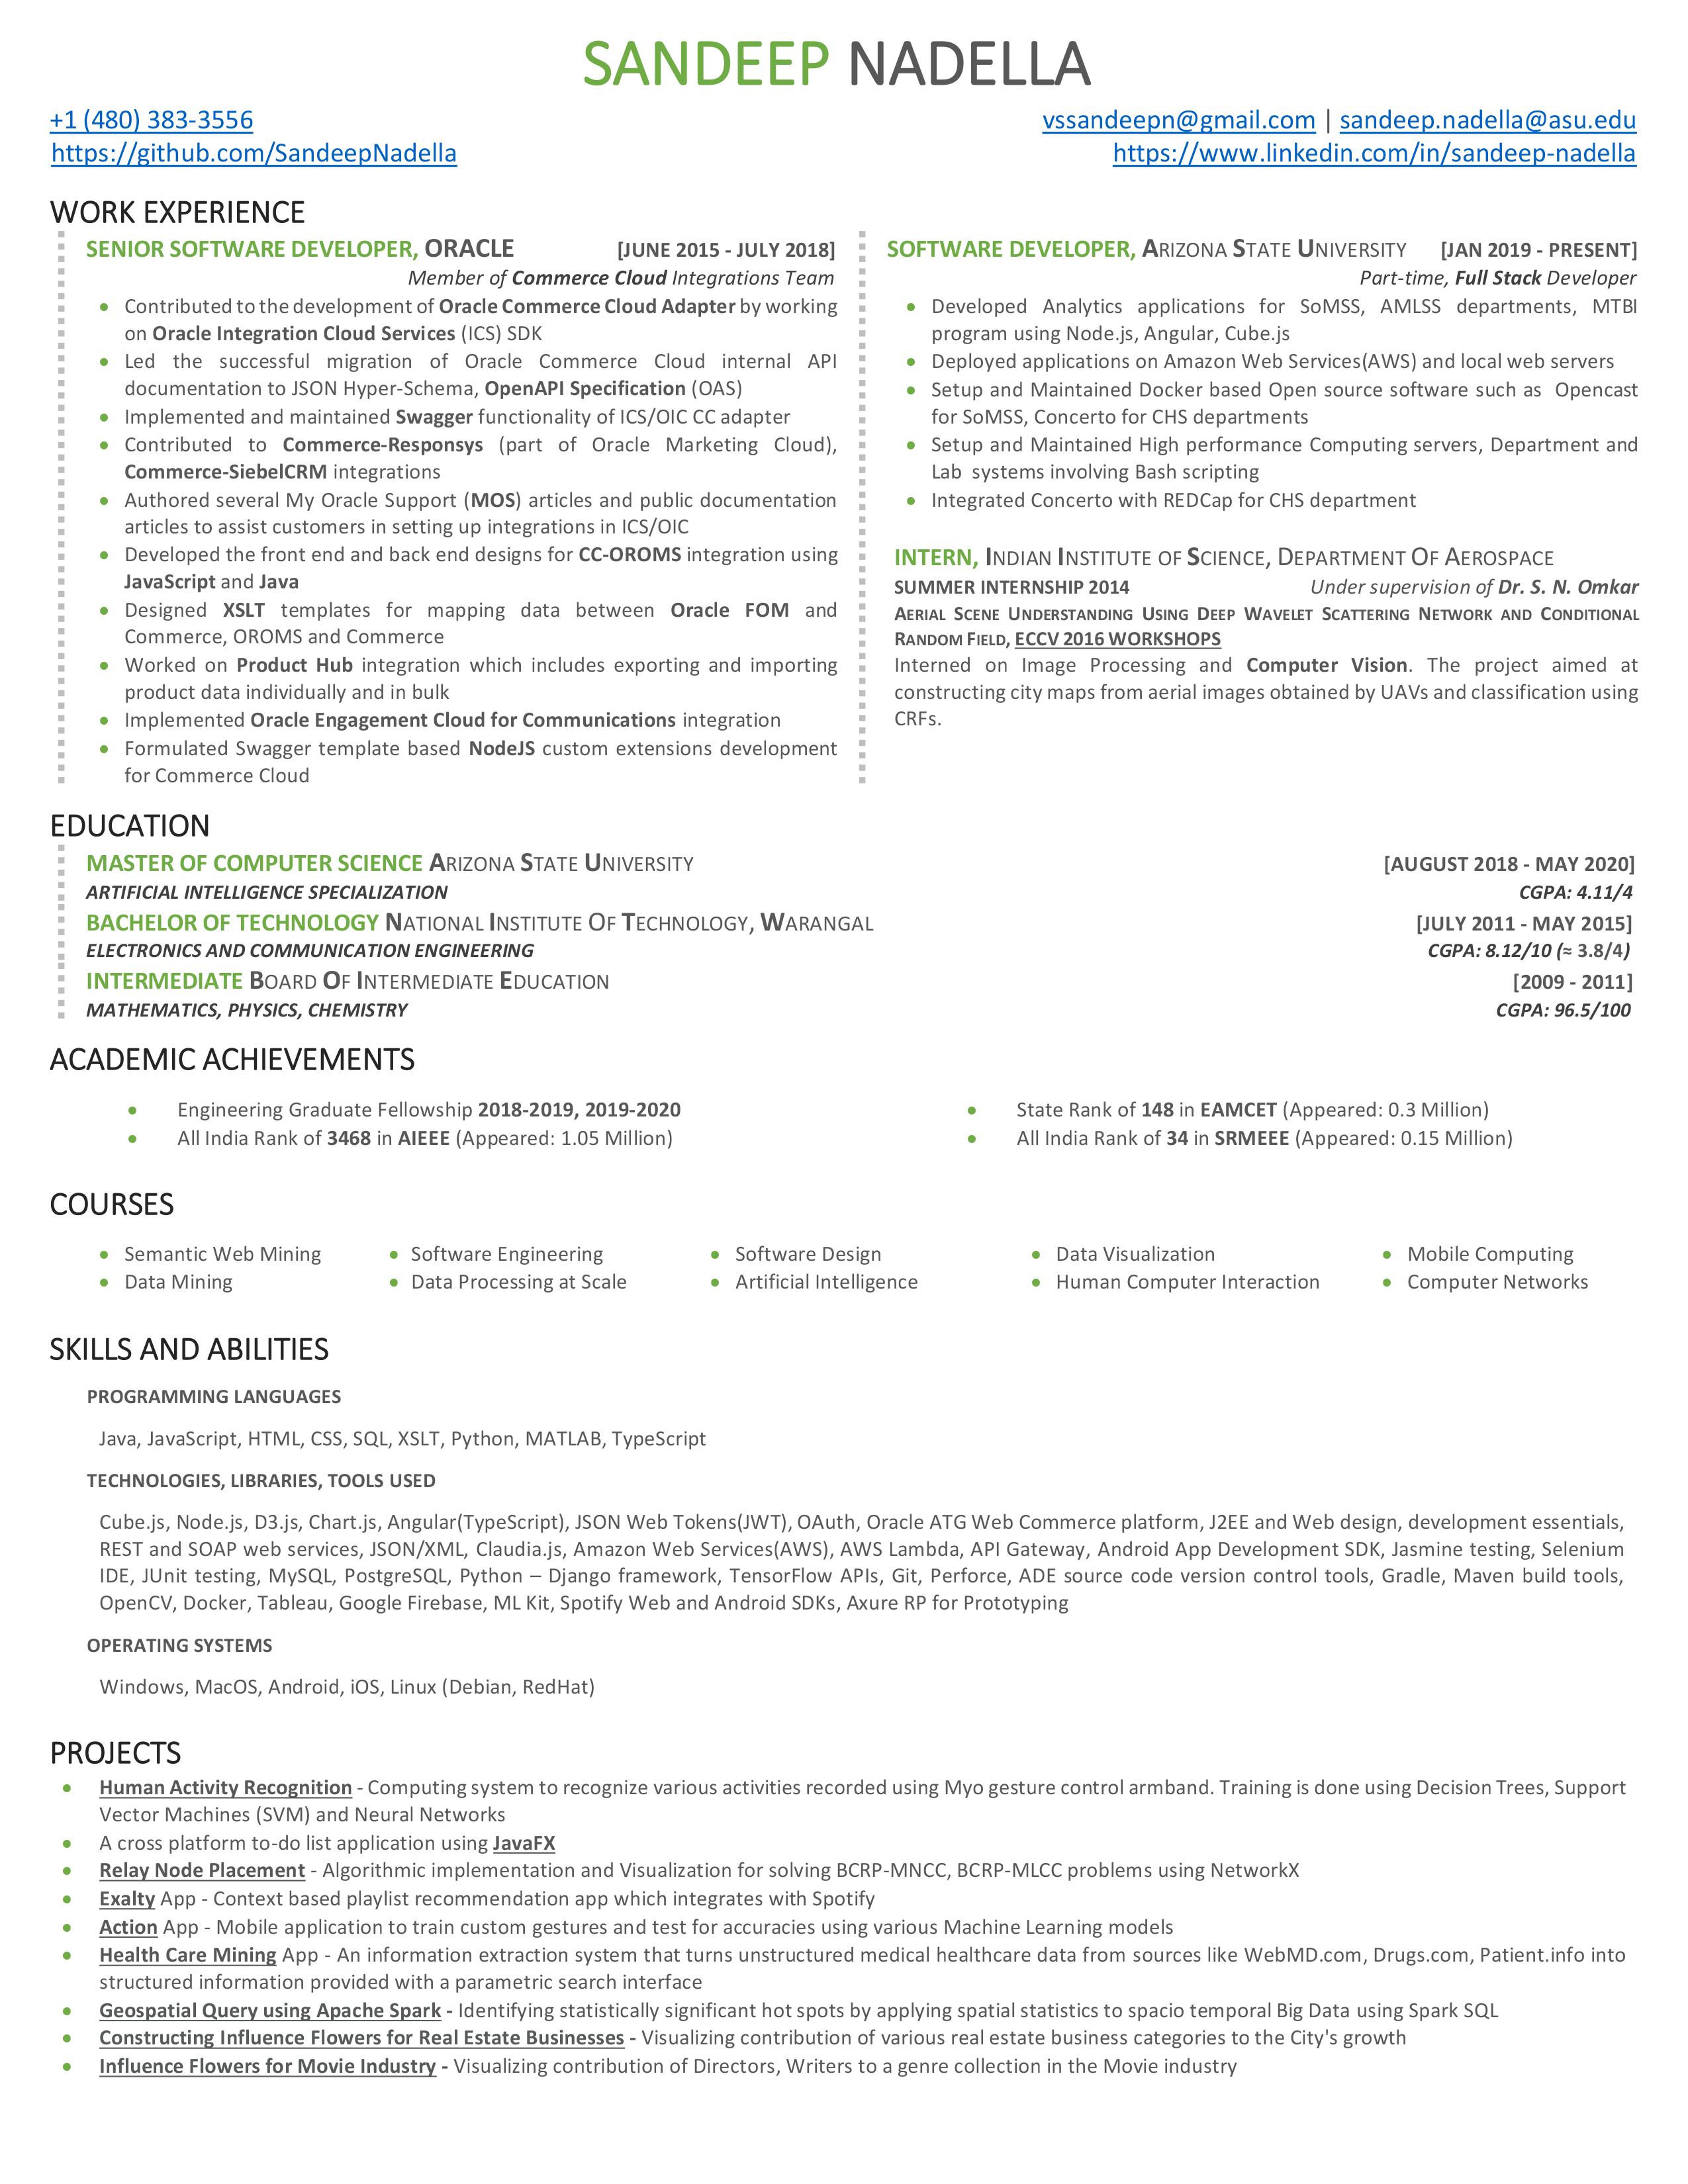 SANDEEP NADELLA
+1 (480) 383-3556
vssandeepn@gmail.com | sandeep.nadella@asu.edu
https://github.com/SandeepNadella
https://www.linkedin.com/in/sandeep-nadella
WORK EXPERIENCE
SENIOR SOFTWARE DEVELOPER, ORACLE [JUNE 2015 - JULY 2018]
Member of Commerce Cloud Integrations Team
• Contributed to the development of Oracle Commerce Cloud Adapter by working
on Oracle Integration Cloud Services (ICS) SDK
• Led the successful migration of Oracle Commerce Cloud internal API
documentation to JSON Hyper-Schema, OpenAPI Specification (OAS)
• Implemented and maintained Swagger functionality of ICS/OIC CC adapter
• Contributed to Commerce-Responsys (part of Oracle Marketing Cloud),
Commerce-SiebelCRM integrations
• Authored several My Oracle Support (MOS) articles and public documentation
articles to assist customers in setting up integrations in ICS/OIC
• Developed the front end and back end designs for CC-OROMS integration using
JavaScript and Java
• Designed XSLT templates for mapping data between Oracle FOM and
Commerce, OROMS and Commerce
• Worked on Product Hub integration which includes exporting and importing
product data individually and in bulk
• Implemented Oracle Engagement Cloud for Communications integration
• Formulated Swagger template based NodeJS custom extensions development
for Commerce Cloud
SOFTWARE DEVELOPER, ARIZONA STATE UNIVERSITY [JAN 2019 - PRESENT]
Part-time, Full Stack Developer
• Developed Analytics applications for SoMSS, AMLSS departments, MTBI
program using Node.js, Angular, Cube.js
• Deployed applications on Amazon Web Services(AWS) and local web servers
• Setup and Maintained Docker based Open source software such as Opencast
for SoMSS, Concerto for CHS departments
• Setup and Maintained High performance Computing servers, Department and
Lab systems involving Bash scripting
• Integrated Concerto with REDCap for CHS department
INTERN, INDIAN INSTITUTE OF SCIENCE, DEPARTMENT OF AEROSPACE
SUMMER INTERNSHIP 2014 Under supervision of Dr. S. N. Omkar
AERIAL SCENE UNDERSTANDING USING DEEP WAVELET SCATTERING NETWORK AND CONDITIONAL
RANDOM FIELD, ECCV 2016 WORKSHOPS
Interned on Image Processing and Computer Vision. The project aimed at
constructing city maps from aerial images obtained by UAVs and classification using
CRFs.
EDUCATION
MASTER OF COMPUTER SCIENCE ARIZONA STATE UNIVERSITY [AUGUST 2018 - MAY 2020]
ARTIFICIAL INTELLIGENCE SPECIALIZATION CGPA: 4.11/4
BACHELOR OF TECHNOLOGY NATIONAL INSTITUTE OF TECHNOLOGY, WARANGAL [JULY 2011 - MAY 2015]
ELECTRONICS AND COMMUNICATION ENGINEERING CGPA: 8.12/10 (≈ 3.8/4)
INTERMEDIATE BOARD OF INTERMEDIATE EDUCATION [2009 - 2011]
MATHEMATICS, PHYSICS, CHEMISTRY CGPA: 96.5/100
ACADEMIC ACHIEVEMENTS
• Engineering Graduate Fellowship 2018-2019, 2019-2020
• State Rank of 148 in EAMCET (Appeared: 0.3 Million)
• All India Rank of 3468 in AIEEE (Appeared: 1.05 Million)
• All India Rank of 34 in SRMEEE (Appeared: 0.15 Million)
COURSES
• Semantic Web Mining • Software Engineering • Software Design • Data Visualization • Mobile Computing
• Data Mining • Data Processing at Scale • Artificial Intelligence • Human Computer Interaction • Computer Networks
SKILLS AND ABILITIES
PROGRAMMING LANGUAGES
Java, JavaScript, HTML, CSS, SQL, XSLT, Python, MATLAB, TypeScript
TECHNOLOGIES, LIBRARIES, TOOLS USED
Cube.js, Node.js, D3.js, Chart.js, Angular(TypeScript), JSON Web Tokens(JWT), OAuth, Oracle ATG Web Commerce platform, J2EE and Web design, development essentials,
REST and SOAP web services, JSON/XML, Claudia.js, Amazon Web Services(AWS), AWS Lambda, API Gateway, Android App Development SDK, Jasmine testing, Selenium
IDE, JUnit testing, MySQL, PostgreSQL, Python – Django framework, TensorFlow APIs, Git, Perforce, ADE source code version control tools, Gradle, Maven build tools,
OpenCV, Docker, Tableau, Google Firebase, ML Kit, Spotify Web and Android SDKs, Axure RP for Prototyping
OPERATING SYSTEMS
Windows, MacOS, Android, iOS, Linux (Debian, RedHat)
PROJECTS
• Human Activity Recognition - Computing system to recognize various activities recorded using Myo gesture control armband. Training is done using Decision Trees, Support
Vector Machines (SVM) and Neural Networks
• A cross platform to-do list application using JavaFX
• Relay Node Placement - Algorithmic implementation and Visualization for solving BCRP-MNCC, BCRP-MLCC problems using NetworkX
• Exalty App - Context based playlist recommendation app which integrates with Spotify
• Action App - Mobile application to train custom gestures and test for accuracies using various Machine Learning models
• Health Care Mining App - An information extraction system that turns unstructured medical healthcare data from sources like WebMD.com, Drugs.com, Patient.info into
structured information provided with a parametric search interface
• Geospatial Query using Apache Spark - Identifying statistically significant hot spots by applying spatial statistics to spacio temporal Big Data using Spark SQL
• Constructing Influence Flowers for Real Estate Businesses - Visualizing contribution of various real estate business categories to the City's growth
• Influence Flowers for Movie Industry - Visualizing contribution of Directors, Writers to a genre collection in the Movie industry